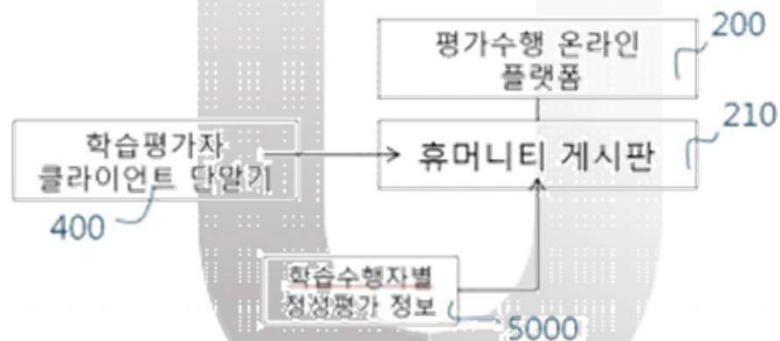 평가수행 온라인
플랫폼
200
학습평가자
클라이언트 단말기
400
휴머니티 게시판
210
학습수행자별
정성평가 정보
5000